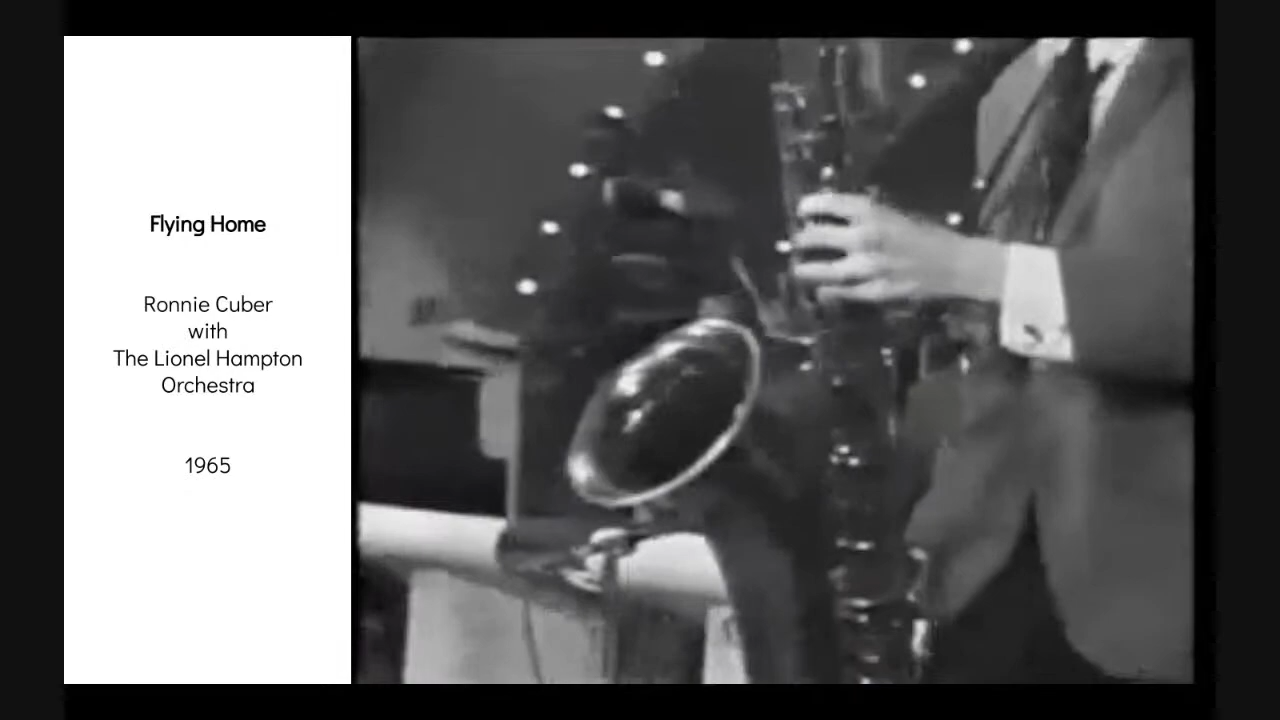 Flying Home
Ronnie Cuber
with
The Lionel Hampton
Orchestra
1965